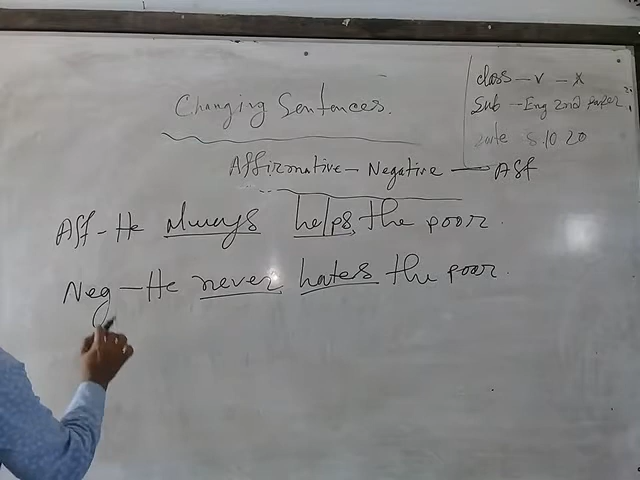 class - v - x
Sub - Eng 2nd paper
Date 5.10 20
Changing Sentences.
Affirmative - Negative - Aff
Aff - He always helps the poor.
Neg - He never hates the poor.